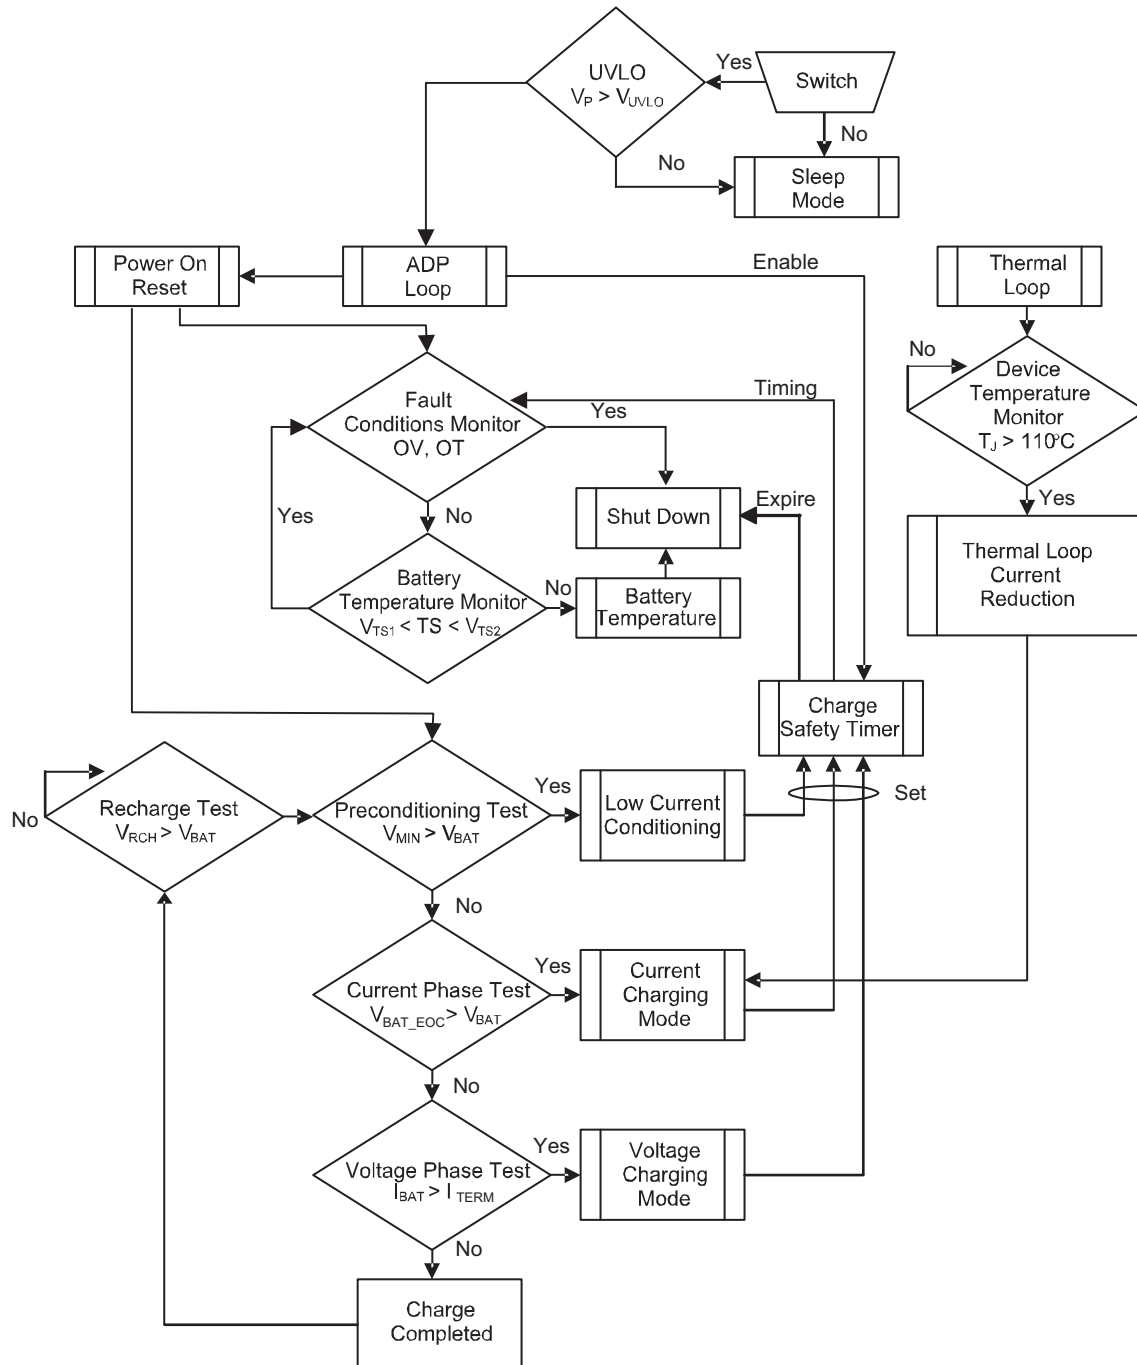 UVLO
V_P > V_UVLO
Yes
Switch
No
No
Sleep
Mode
Power On
Reset
ADP
Loop
Enable
Thermal
Loop
No
Device
Temperature
Monitor
T_J > 110°C
Yes
Timing
Fault
Conditions Monitor
OV, OT
Yes
Yes
No
Shut Down
Expire
Thermal Loop
Current
Reduction
Battery
Temperature Monitor
V_TS1 < TS < V_TS2
No
Battery
Temperature
Charge
Safety Timer
No
Recharge Test
V_RCH > V_BAT
Preconditioning Test
V_MIN > V_BAT
Yes
Low Current
Conditioning
Set
No
Current Phase Test
V_BAT_EOC > V_BAT
Yes
Current
Charging
Mode
No
Voltage Phase Test
I_BAT > I_TERM
Yes
Voltage
Charging
Mode
No
Charge
Completed